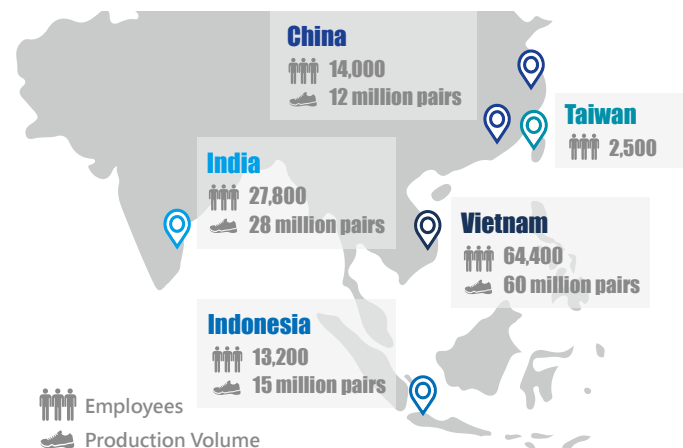 China
14,000
12 million pairs
Taiwan
2,500
India
27,800
28 million pairs
Vietnam
64,400
60 million pairs
Indonesia
13,200
15 million pairs
Employees
Production Volume